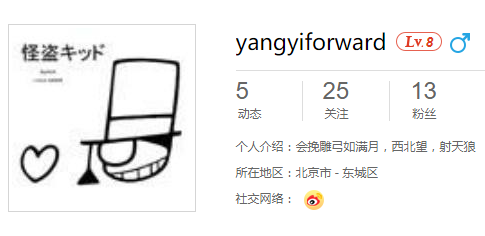 怪盗キッド
yangyiforward Lv.8
5 25 13
动态 关注 粉丝
个人介绍：会挽雕弓如满月，西北望，射天狼
所在地区：北京市 - 东城区
社交网络：